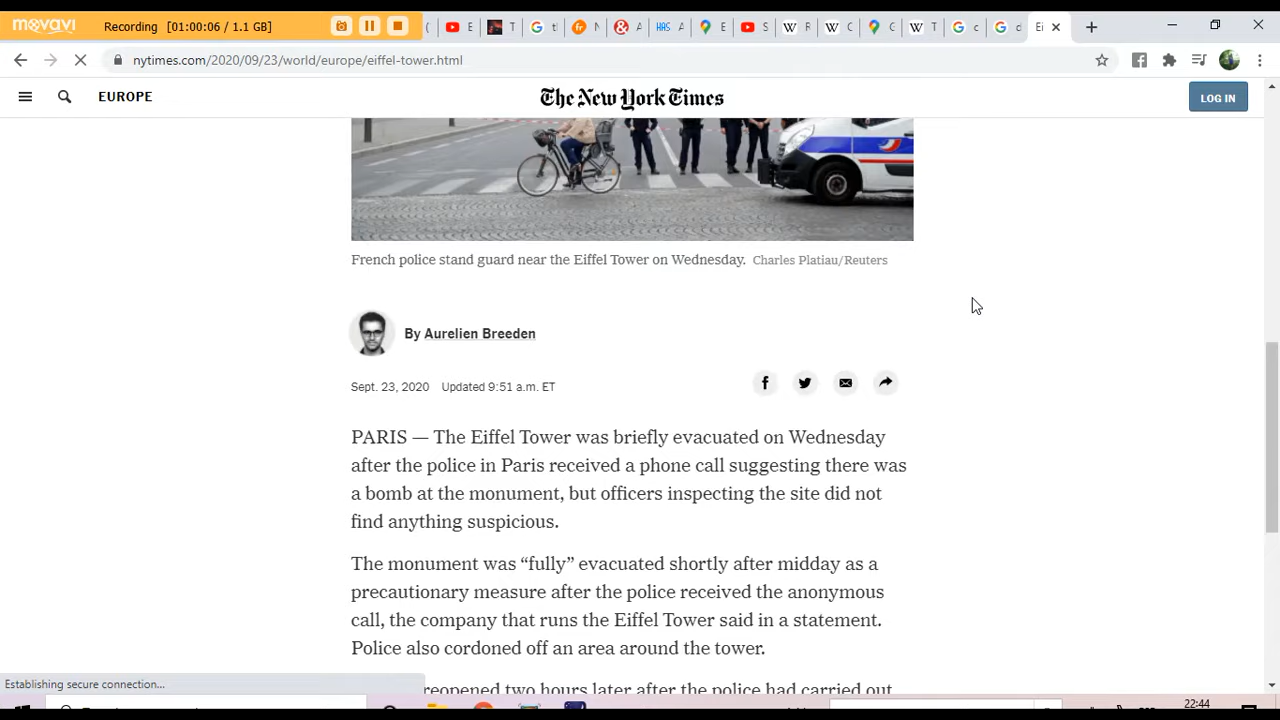 movavi
Recording [01:00:06 / 1.1 GB]
nytimes.com/2020/09/23/world/europe/eiffel-tower.html
EUROPE
The New York Times
LOG IN
French police stand guard near the Eiffel Tower on Wednesday. Charles Platiau/Reuters
By Aurelien Breeden
Sept. 23, 2020 Updated 9:51 a.m. ET
PARIS — The Eiffel Tower was briefly evacuated on Wednesday
after the police in Paris received a phone call suggesting there was
a bomb at the monument, but officers inspecting the site did not
find anything suspicious.
The monument was “fully” evacuated shortly after midday as a
precautionary measure after the police received the anonymous
call, the company that runs the Eiffel Tower said in a statement.
Police also cordoned off an area around the tower.
reopened two hours later after the police had carried out
Establishing secure connection...
22:44